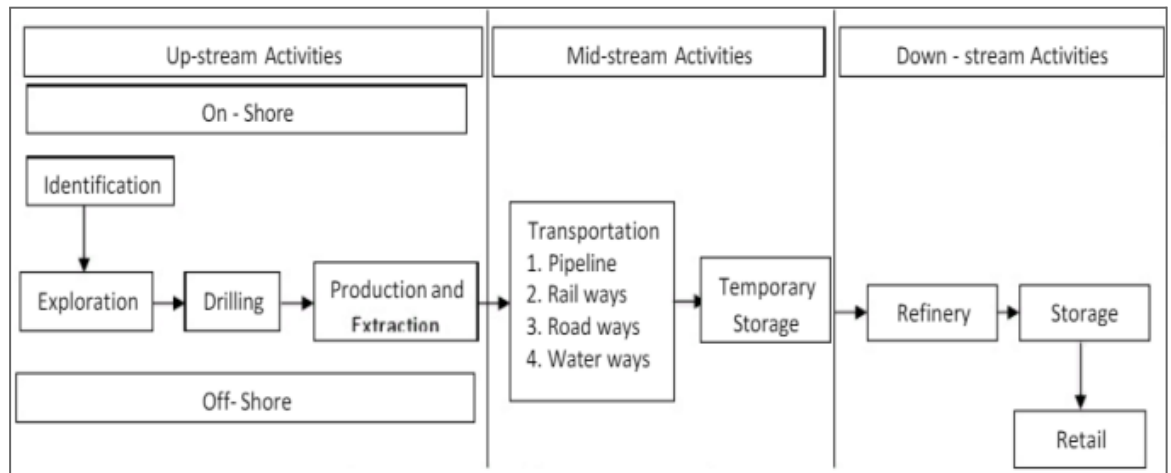 Up-stream Activities
Mid-stream Activities
Down - stream Activities
On - Shore
Identification
Exploration
Drilling
Production and
Extraction
Transportation
1. Pipeline
2. Rail ways
3. Road ways
4. Water ways
Temporary
Storage
Refinery
Storage
Retail
Off- Shore